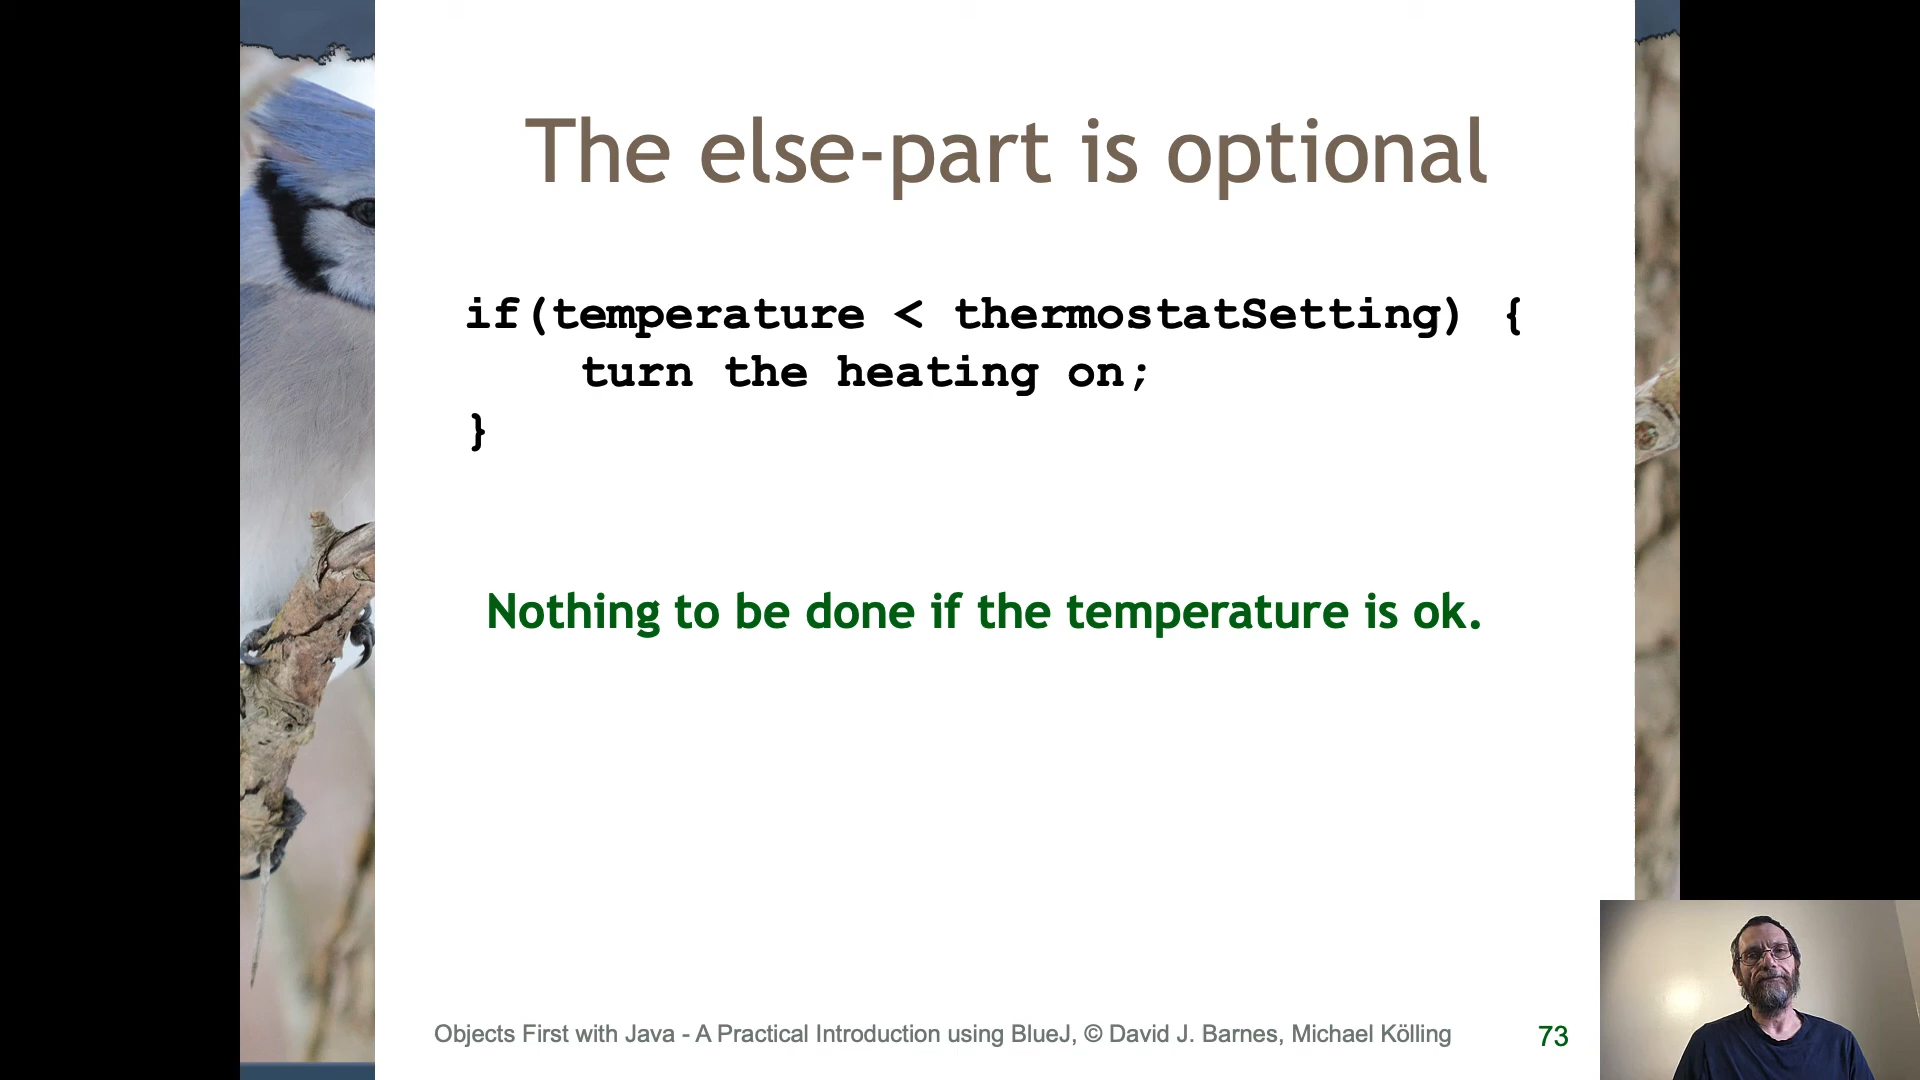 The else-part is optional
if(temperature < thermostatSetting) {
turn the heating on;
}
Nothing to be done if the temperature is ok.
Objects First with Java - A Practical Introduction using BlueJ, © David J. Barnes, Michael Kölling
73